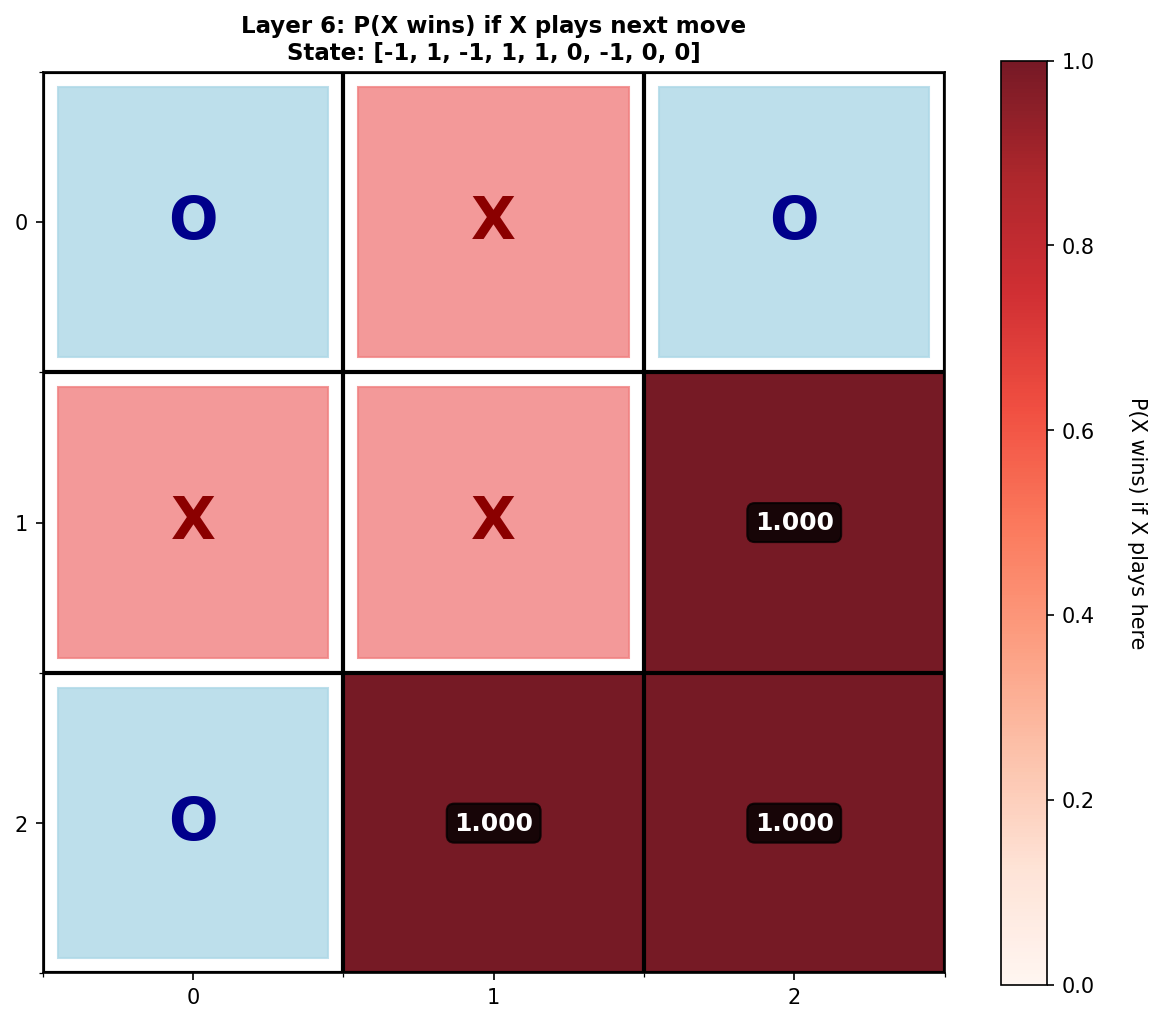 Layer 6: P(X wins) if X plays next move
State: [-1, 1, -1, 1, 1, 0, -1, 0, 0]
O X O
0
X X 1.000
1
O 1.000 1.000
2
0 1 2
1.0
0.8
0.6
0.4
0.2
0.0
P(X wins) if X plays here